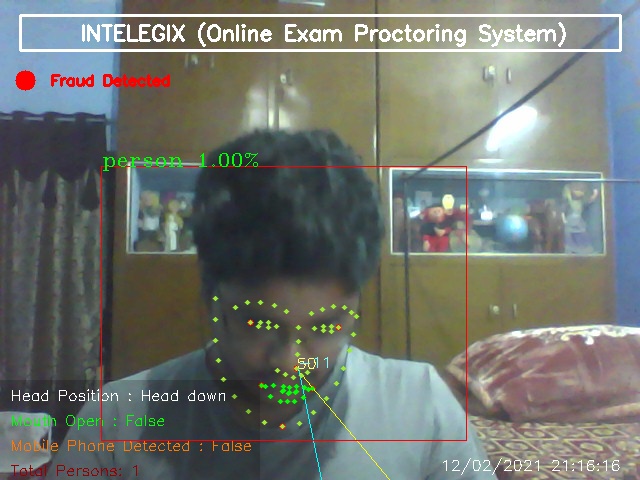 INTELEGIX (Online Exam Proctoring System)
Fraud Detected
person 1.00%
Head Position : Head down
Mouth Open : False
Mobile Phone Detected : False
Total Persons: 1
12/02/2021 21:16:16